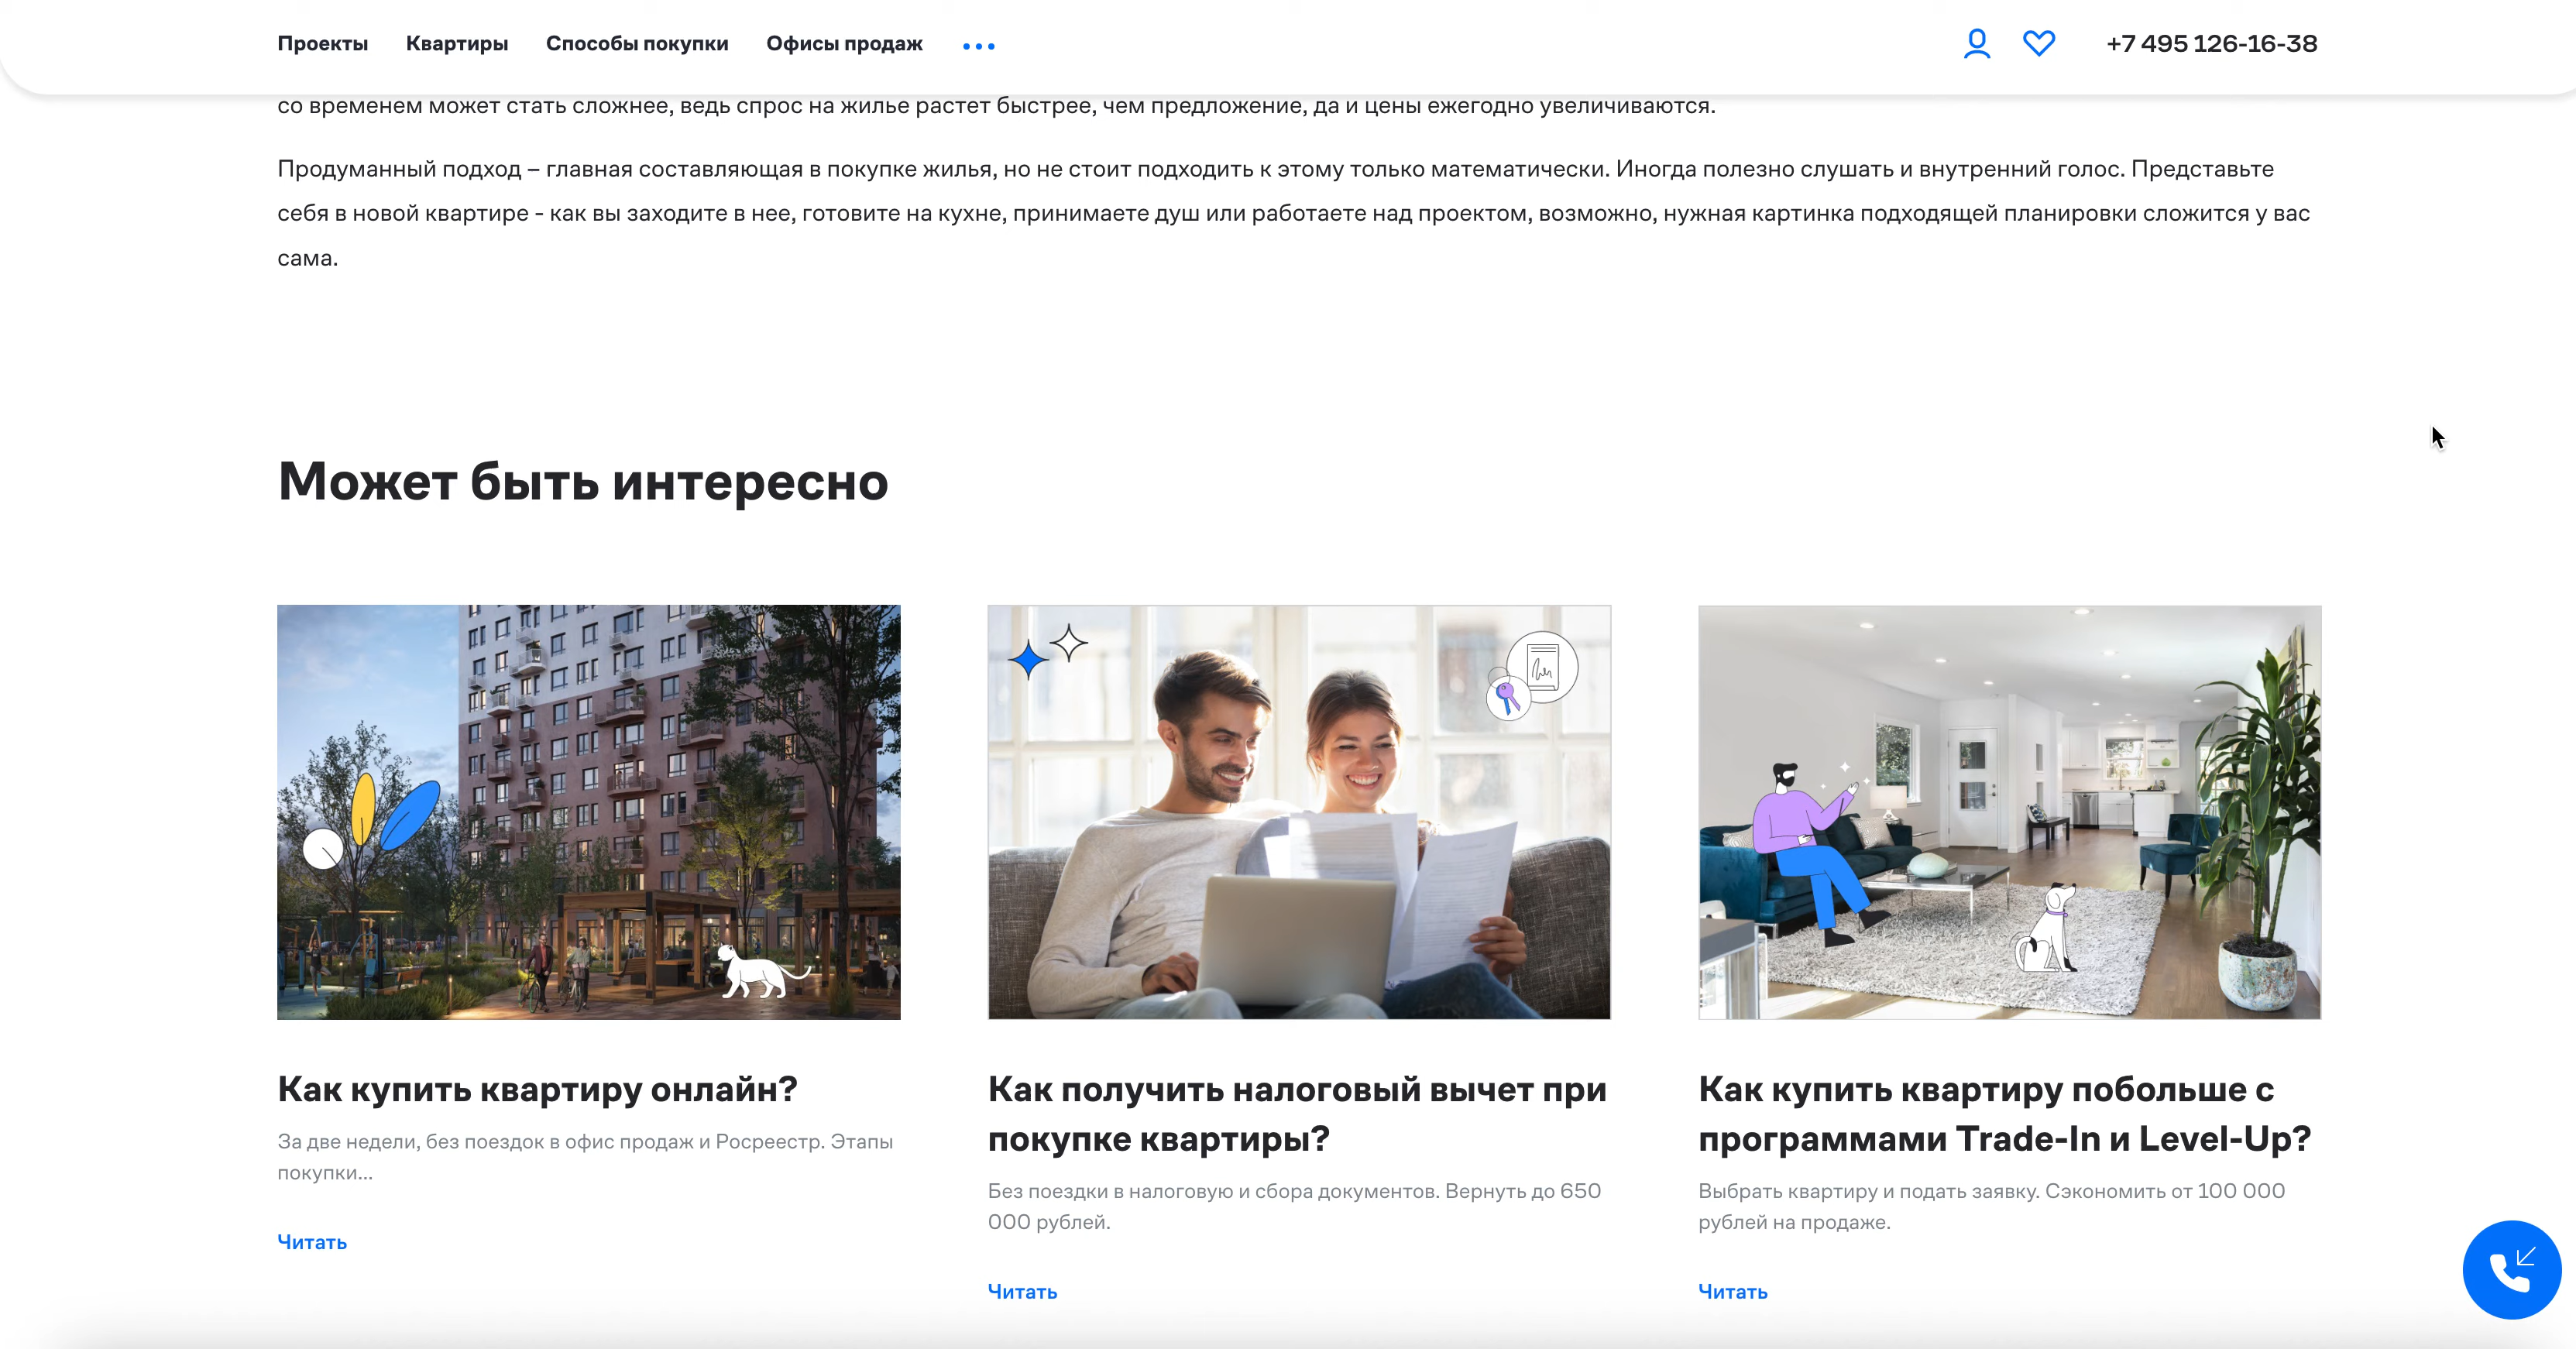 Проекты Квартиры Способы покупки Офисы продаж +7 495 126-16-38
со временем может стать сложнее, ведь спрос на жилье растет быстрее, чем предложение, да и цены ежегодно увеличиваются.
Продуманный подход – главная составляющая в покупке жилья, но не стоит подходить к этому только математически. Иногда полезно слушать и внутренний голос. Представьте
себя в новой квартире - как вы заходите в нее, готовите на кухне, принимаете душ или работаете над проектом, возможно, нужная картинка подходящей планировки сложится у вас
сама.
Может быть интересно
Как купить квартиру онлайн?
За две недели, без поездок в офис продаж и Росреестр. Этапы
покупки...
Читать
Как получить налоговый вычет при
покупке квартиры?
Без поездки в налоговую и сбора документов. Вернуть до 650
000 рублей.
Читать
Как купить квартиру побольше с
программами Trade-In и Level-Up?
Выбрать квартиру и подать заявку. Сэкономить от 100 000
рублей на продаже.
Читать